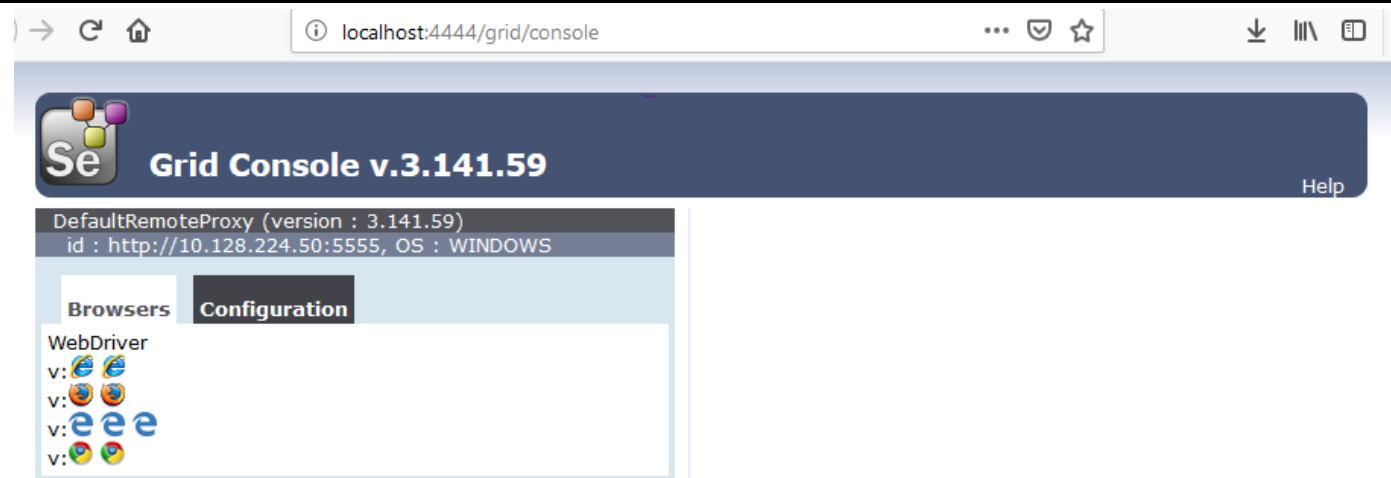 localhost:4444/grid/console
Se
Grid Console v.3.141.59
Help
DefaultRemoteProxy (version : 3.141.59)
id : http://10.128.224.50:5555, OS : WINDOWS
Browsers Configuration
WebDriver
v:
v:
v:
v: